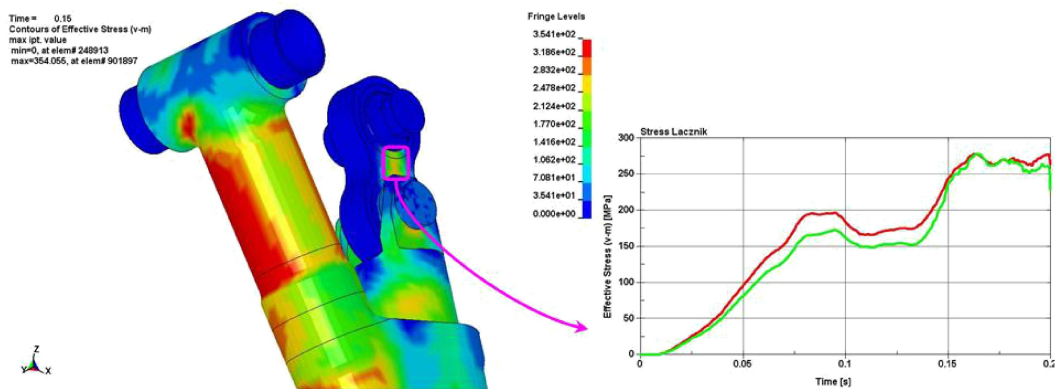 Time = 0.15
Contours of Effective Stress (v-m)
max ipt. value
min=0, at elem# 248913
max=354.055, at elem# 901897
Fringe Levels
3.541e+02
3.186e+02
2.832e+02
2.478e+02
2.124e+02
1.770e+02
1.416e+02
1.062e+02
7.081e+01
3.541e+01
0.000e+00
Z
Y X
Stress Lacznik
Effective Stress (v-m) [MPa]
300
250
200
150
100
50
0
0 0.05 0.1 0.15 0.2
Time [s]